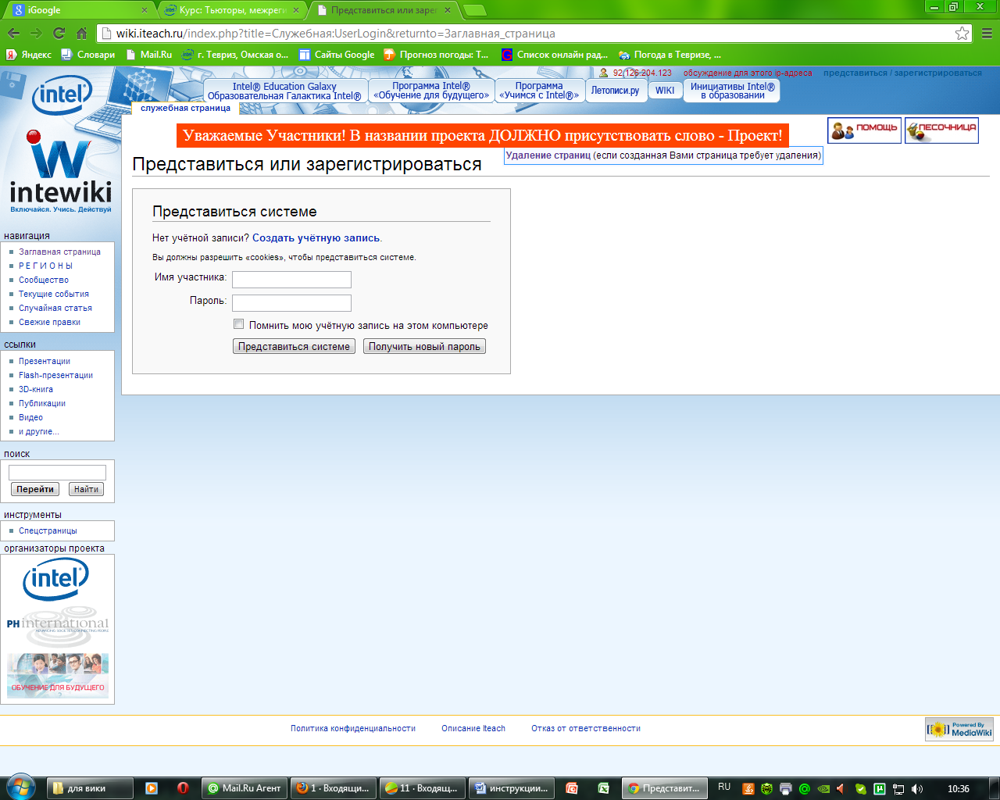 iGoogle
Курс: Тьюторы, межреги
Представиться или заре
wiki.iteach.ru/index.php?title=Служебная:UserLogin&returnto=Заглавная_страница
Яндекс
Словари
Mail.Ru
г. Тевриз, Омская о...
Сайты Google
Прогноз погоды: Т...
Список онлайн рад...
Погода в Тевризе, ...
92.126.204.123
обсуждение для этого ip-адреса
представиться / зарегистрироваться
intel
Intel® Education Galaxy
Образовательная Галактика Intel®
Программа Intel®
«Обучение для будущего»
Программа
«Учимся с Intel®»
Летописи.ру
WIKI
Инициативы Intel®
в образовании
служебная страница
Уважаемые Участники! В названии проекта ДОЛЖНО присутствовать слово - Проект!
ПОМОЩЬ
ПЕСОЧНИЦА
Удаление страниц (если созданная Вами страница требует удаления)
Представиться или зарегистрироваться
intewiki
Включайся. Учись. Действуй
Представиться системе
Нет учётной записи? Создать учётную запись.
Вы должны разрешить «cookies», чтобы представиться системе.
Имя участника:
Пароль:
Помнить мою учётную запись на этом компьютере
Представиться системе
Получить новый пароль
навигация
Заглавная страница
Р Е Г И О Н Ы
Сообщество
Текущие события
Случайная статья
Свежие правки
ссылки
Презентации
Flash-презентации
3D-книга
Публикации
Видео
и другие...
поиск
Перейти
Найти
инструменты
Спецстраницы
организаторы проекта
intel
PH international
ADVANCING SOCIETIES CONNECTING PEOPLE
ОБУЧЕНИЕ ДЛЯ БУДУЩЕГО
Политика конфиденциальности
Описание Iteach
Отказ от ответственности
Powered By
MediaWiki
для вики
Mail.Ru Агент
1 · Входящи...
11 · Входящ...
инструкции...
Представит...
RU
10:36